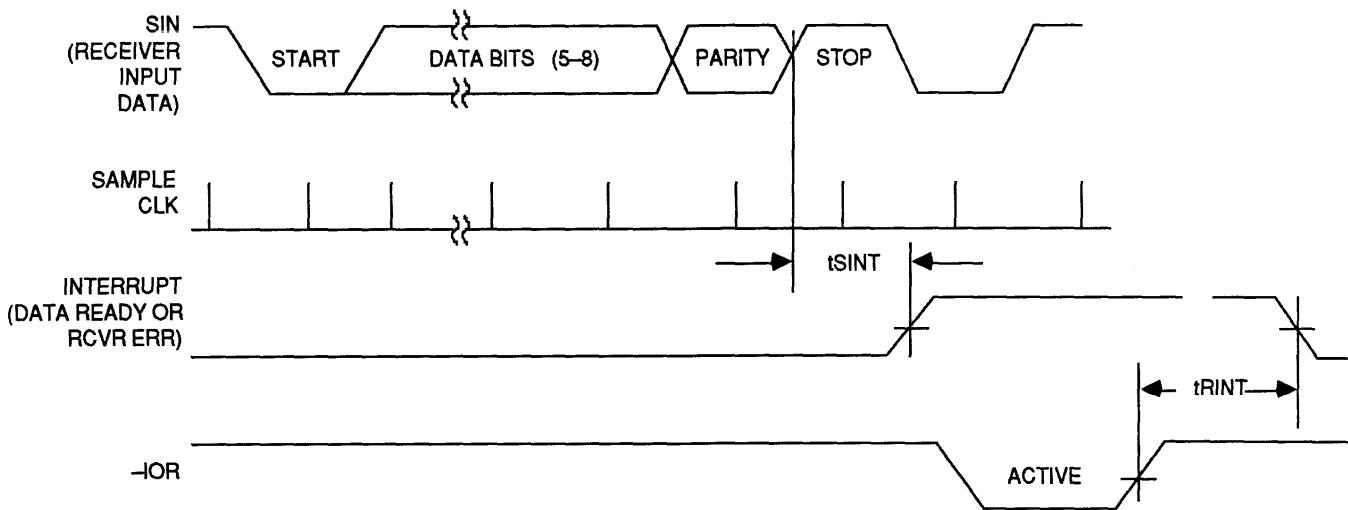 SIN
(RECEIVER
INPUT
DATA)
START
DATA BITS (5–8)
PARITY
STOP
SAMPLE
CLK
tSINT
INTERRUPT
(DATA READY OR
RCVR ERR)
tRINT
–IOR
ACTIVE